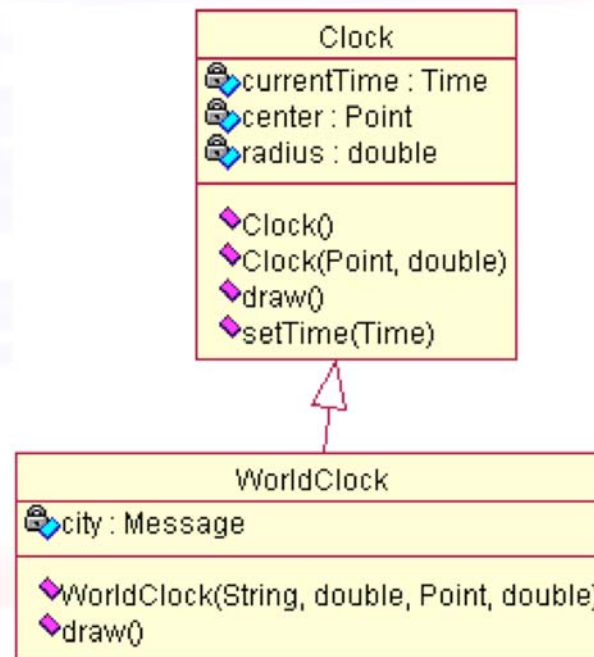 Clock
currentTime : Time
center : Point
radius : double
Clock()
Clock(Point, double)
draw()
setTime(Time)
WorldClock
city : Message
WorldClock(String, double, Point, double)
draw()